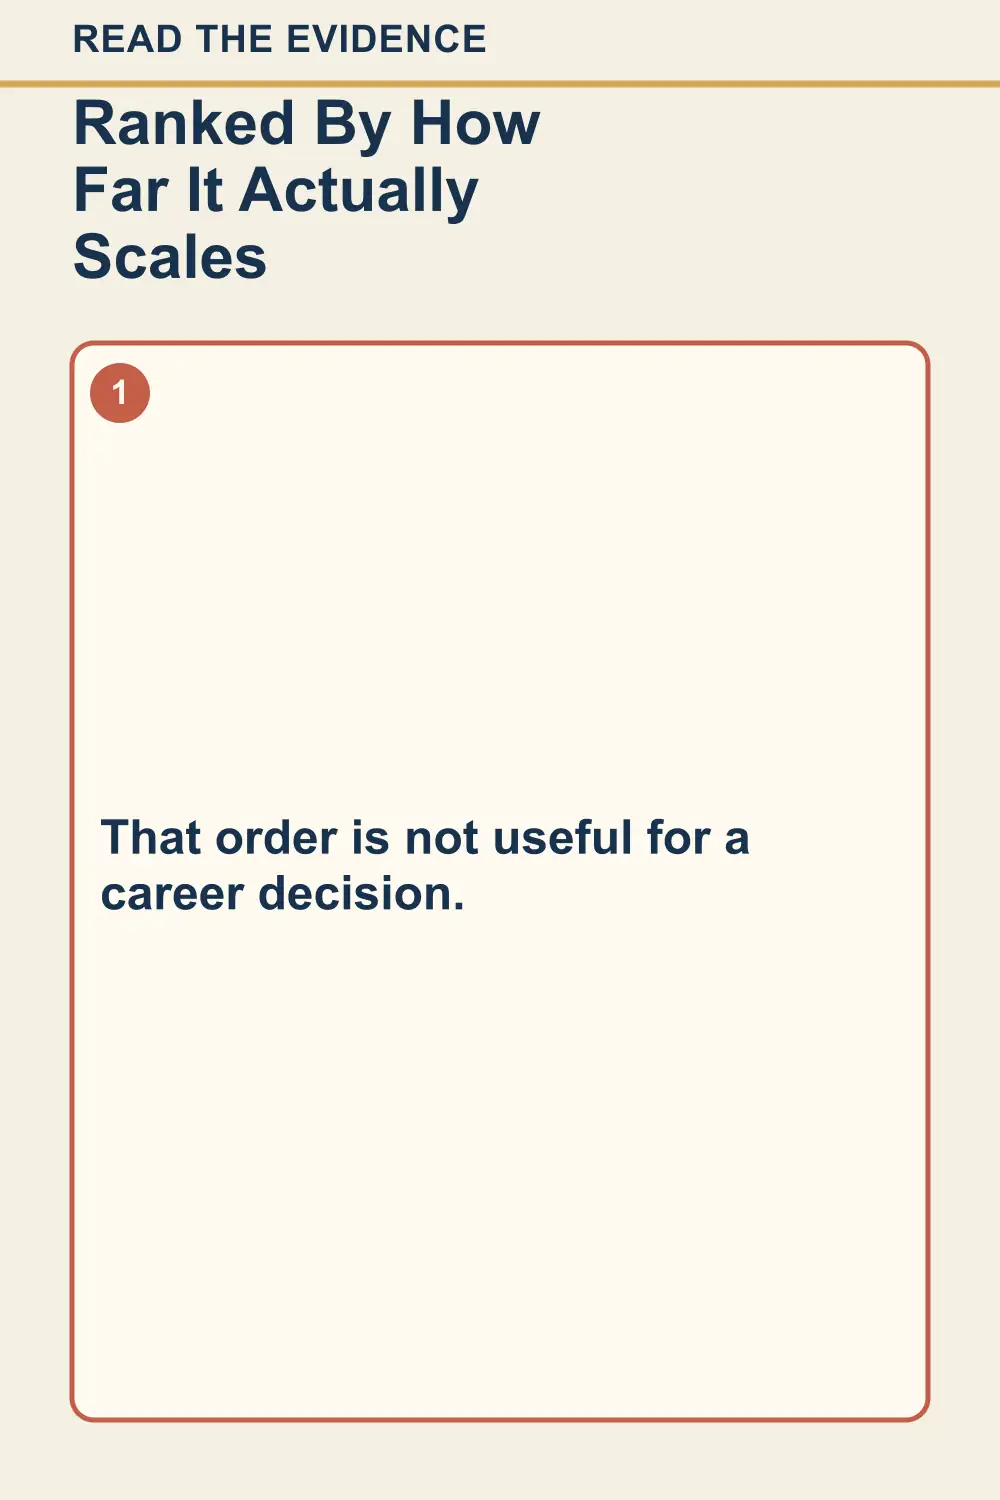 READ THE EVIDENCE
Ranked By How
Far It Actually
Scales
1
That order is not useful for a
career decision.